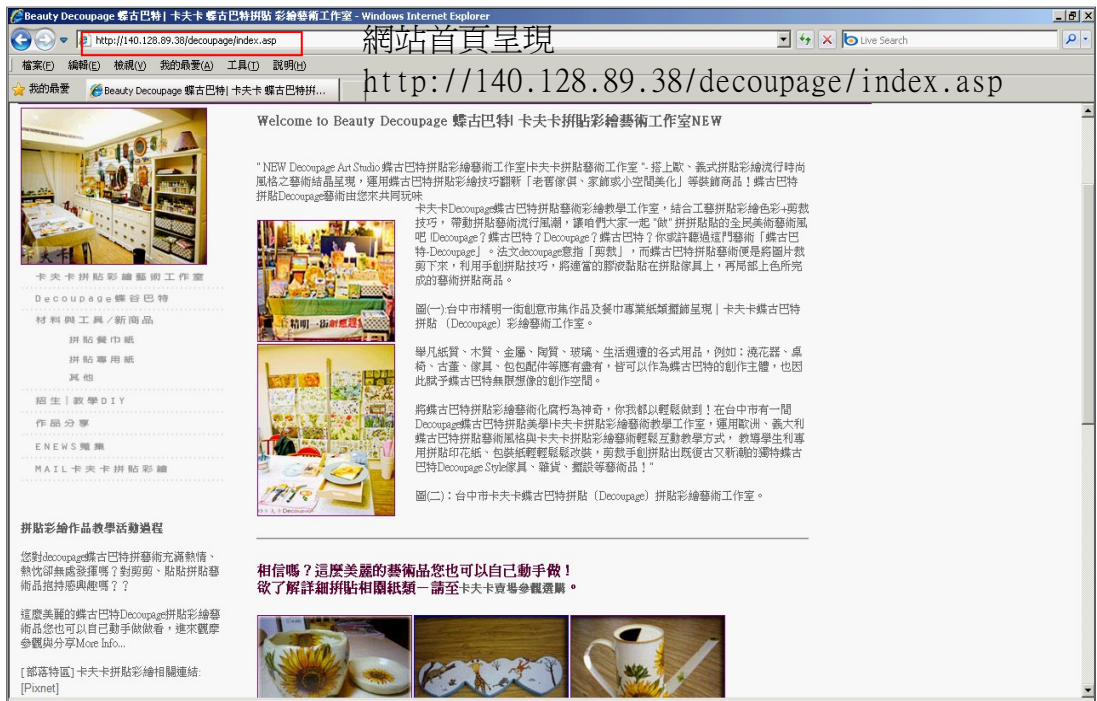 Beauty Decoupage 蝶古巴特| 卡夫卡 蝶古巴特拼貼 彩繪藝術工作室 - Windows Internet Explorer
http://140.128.89.38/decoupage/index.asp
Live Search
網站首頁呈現
http://140.128.89.38/decoupage/index.asp
檔案(F) 編輯(E) 檢視(V) 我的最愛(A) 工具(T) 說明(H)
我的最愛
Beauty Decoupage 蝶古巴特| 卡夫卡 蝶古巴特拼...
卡夫卡
卡夫卡拼貼彩繪藝術工作室
Decoupage蝶谷巴特
材料與工具/新商品
拼貼餐巾紙
拼貼專用紙
其他
招生|教學DIY
作品分享
ENEWS蒐集
MAIL卡夫卡拼貼彩繪
拼貼彩繪作品教學活動過程
您對decoupage蝶古巴特拼藝術充滿熱情、
熱忱卻無處發揮嗎？對剪剪、貼貼拼貼藝
術品抱持感興趣嗎？？
這麼美麗的蝶古巴特Decoupage拼貼彩繪藝
術品您也可以自己動手做做看，進來觀摩
參觀與分享More Info...
[部落特區]卡夫卡拼貼彩繪相關連結:
[Pixnet]
Welcome to Beauty Decoupage 蝶古巴特| 卡夫卡拼貼彩繪藝術工作室NEW
" NEW Decoupage Art Studio 蝶古巴特拼貼彩繪藝術工作室|卡夫卡拼貼藝術工作室 "- 搭上歐、義式拼貼彩繪流行時尚
風格之藝術結晶呈現，運用蝶古巴特拼貼彩繪技巧翻新「老舊傢俱、家飾或小空間美化」等裝飾商品！蝶古巴特
拼貼Decoupage藝術由您來共同玩味
卡夫卡Decoupage蝶古巴特拼貼藝術彩繪教學工作室，結合工藝拼貼彩繪色彩+剪裁
技巧， 帶動拼貼藝術流行風潮，讓咱們大家一起 "做" 拼拼貼貼的全民美術藝術風
吧 !Decoupage？蝶古巴特？Decoupage？蝶古巴特？你或許聽過這門藝術「蝶古巴
特-Decoupage」。法文decoupage意指「剪裁」，而蝶古巴特拼貼藝術便是將圖片裁
剪下來，利用手創拼貼技巧，將適當的膠液黏貼在拼貼傢具上，再局部上色所完
成的藝術拼貼商品。
圖(一):台中市精明一街創意市集作品及餐巾專業紙類擺飾呈現 | 卡夫卡蝶古巴特
拼貼 （Decoupage）彩繪藝術工作室。
舉凡紙質、木質、金屬、陶質、玻璃、生活週遭的各式用品，例如：澆花器、桌
椅、古董、傢具、包包配件等應有盡有，皆可以作為蝶古巴特的創作主體，也因
此賦予蝶古巴特無限想像的創作空間。
將蝶古巴特拼貼彩繪藝術化腐朽為神奇，你我都以輕鬆做到！在台中市有一間
Decoupage蝶古巴特拼貼美學|卡夫卡拼貼彩繪藝術教學工作室，運用歐洲、義大利
蝶古巴特拼貼藝術風格與卡夫卡拼貼彩繪藝術輕鬆互動教學方式， 教導學生利專
用拼貼印花紙、包裝紙輕輕鬆鬆改裝，剪裁手創拼貼出既復古又新潮的獨特蝶古
巴特Decoupage Style傢具、雜貨、擺設等藝術品！"
圖(二)：台中市卡夫卡蝶古巴特拼貼（Decoupage）拼貼彩繪藝術工作室。
相信嗎？這麼美麗的藝術品您也可以自己動手做！
欲了解詳細拼貼相關紙類－請至卡夫卡賣場參觀選購。